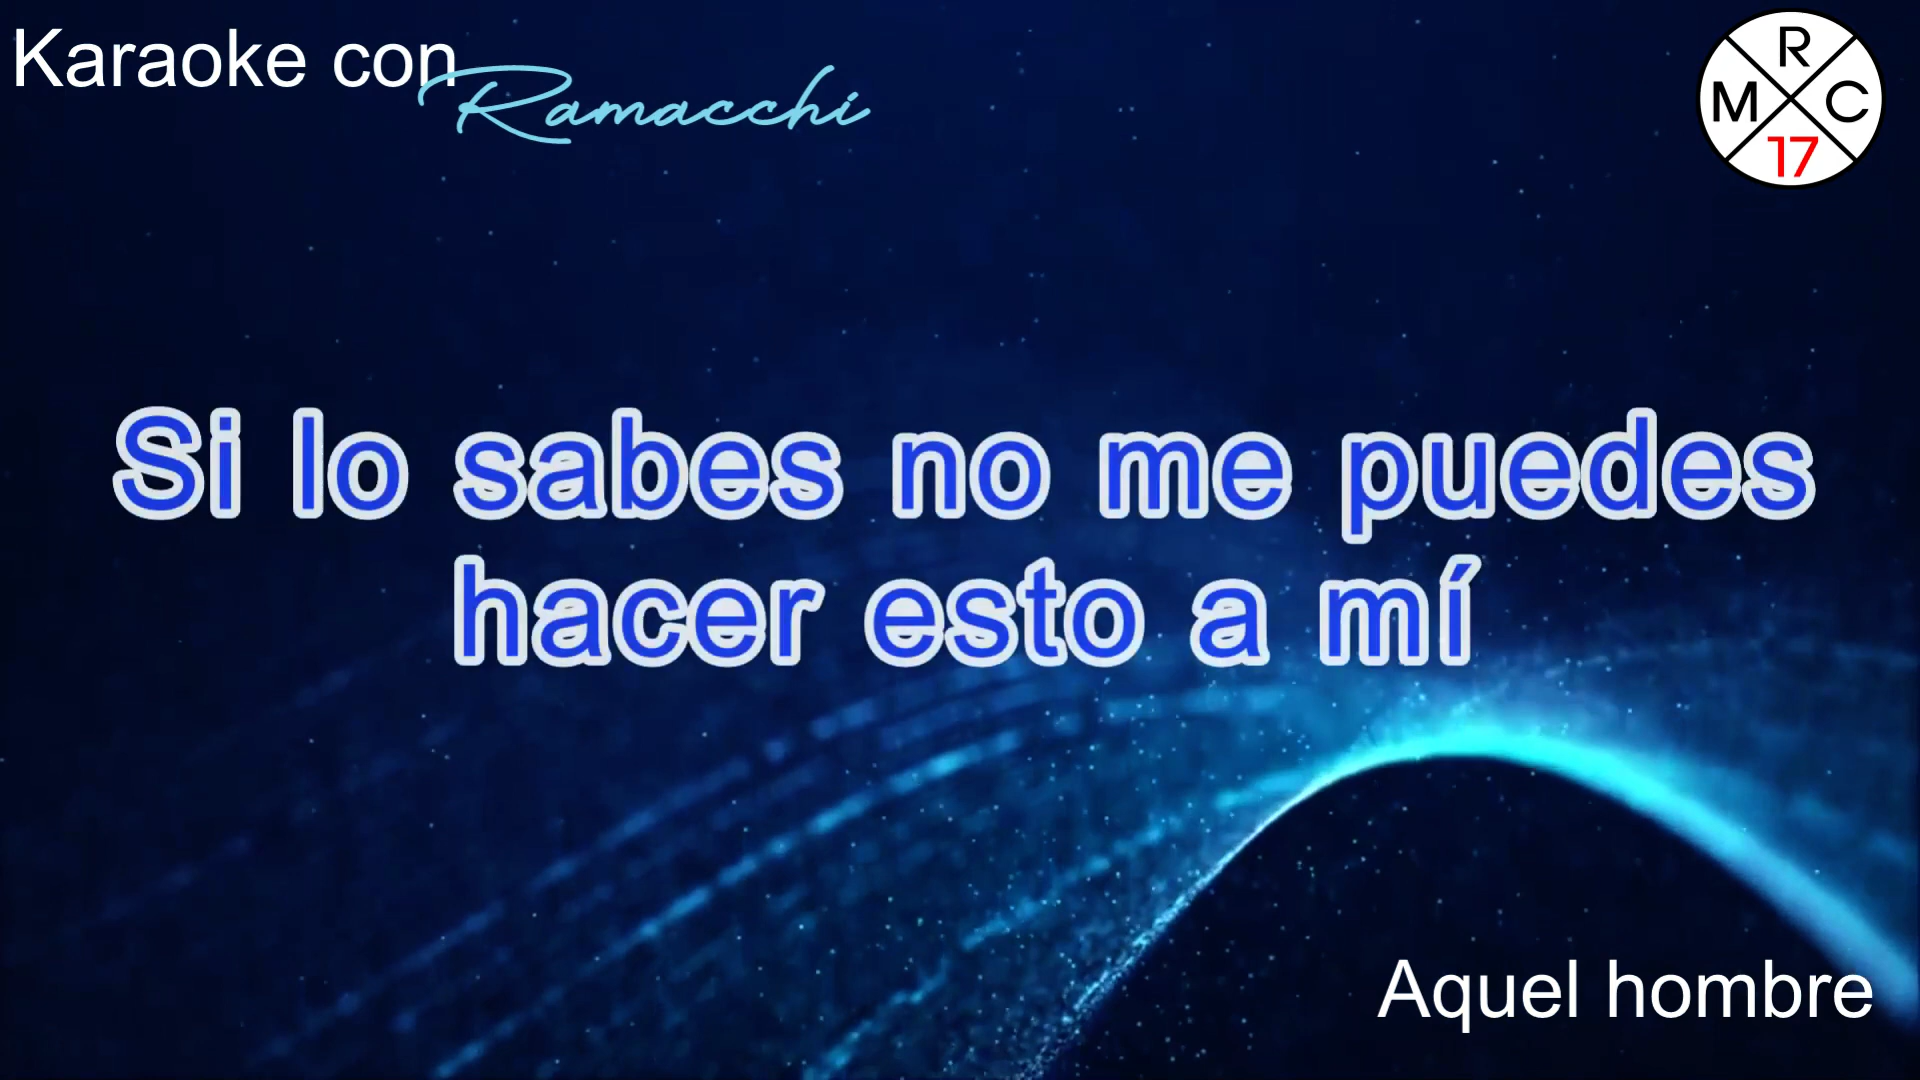 Karaoke con
Ramacchi
R
M C
17
Si lo sabes no me puedes
hacer esto a mí
Aquel hombre